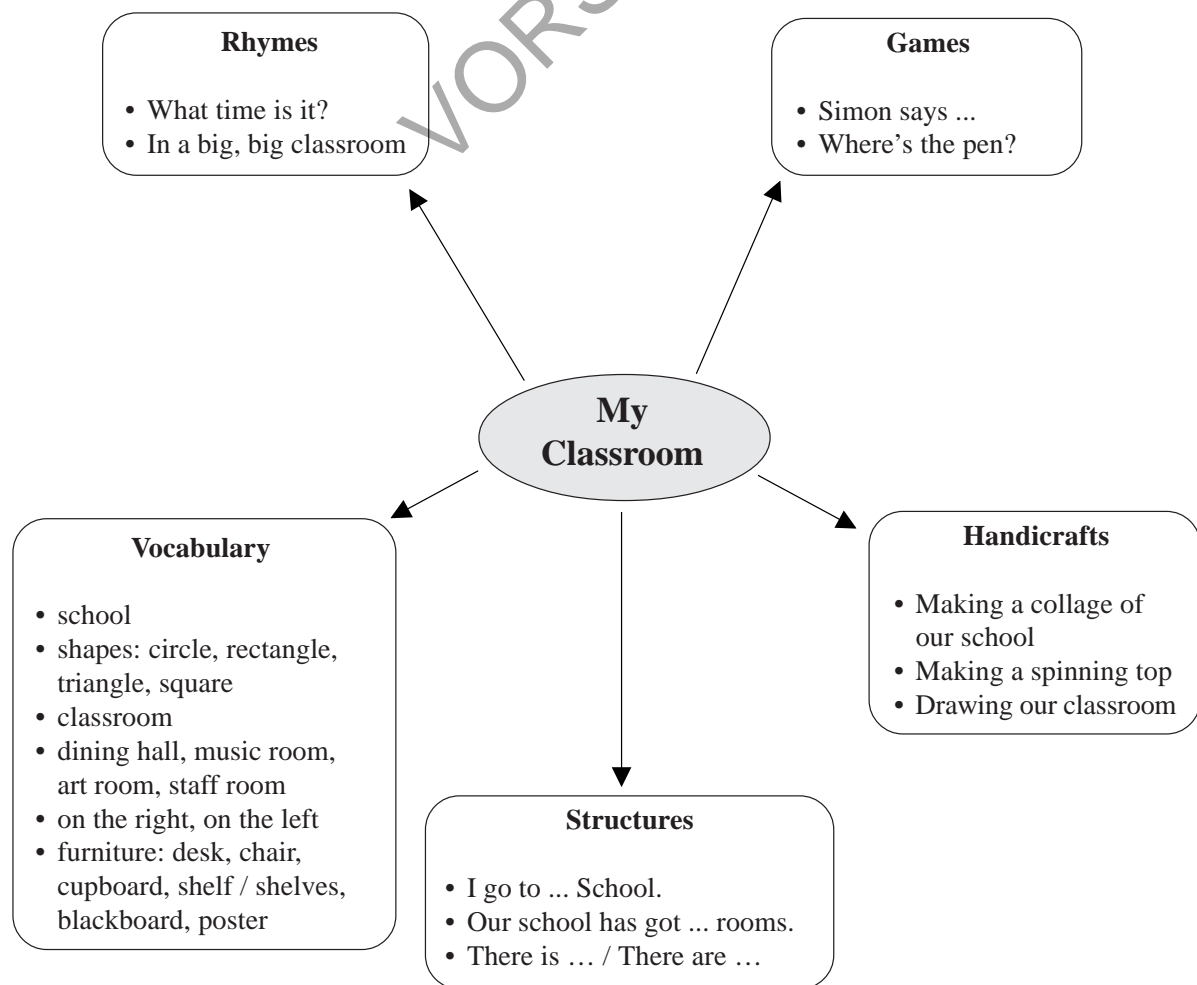 Rhymes
• What time is it?
• In a big, big classroom
Games
• Simon says ...
• Where's the pen?
My
Classroom
Vocabulary
• school
• shapes: circle, rectangle,
triangle, square
• classroom
• dining hall, music room,
art room, staff room
• on the right, on the left
• furniture: desk, chair,
cupboard, shelf / shelves,
blackboard, poster
Handicrafts
• Making a collage of
our school
• Making a spinning top
• Drawing our classroom
Structures
• I go to ... School.
• Our school has got ... rooms.
• There is … / There are …